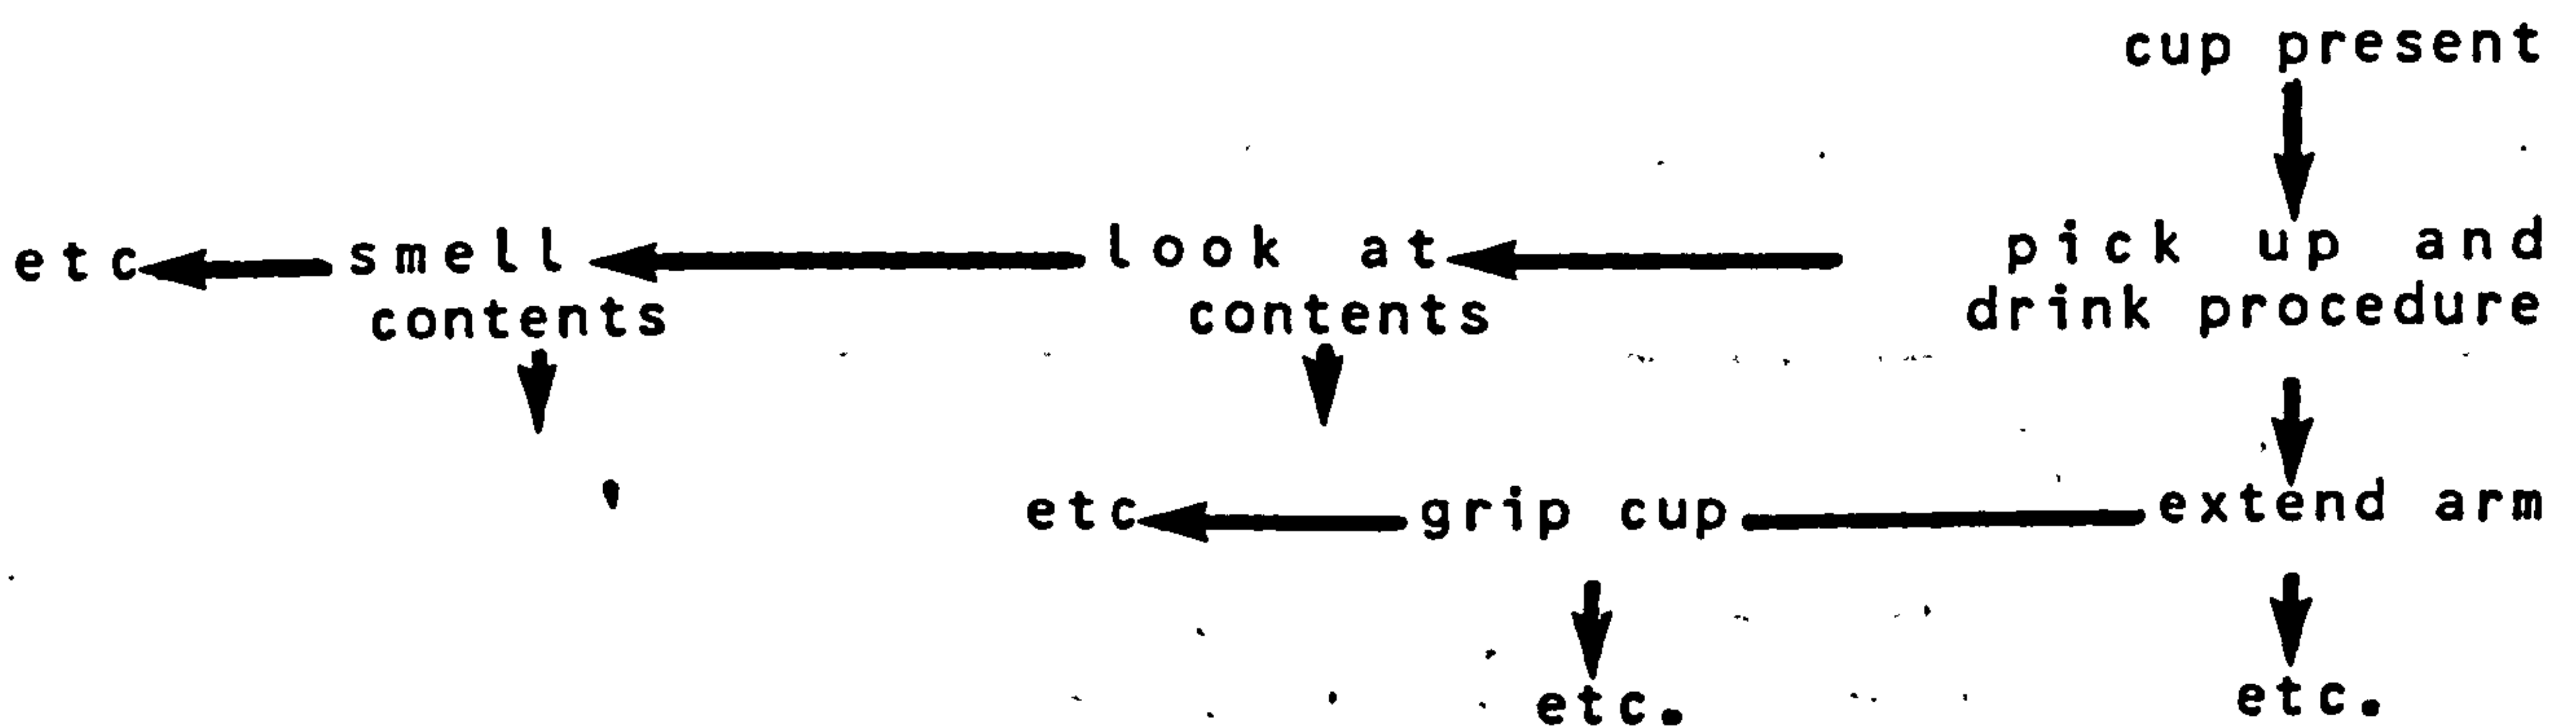 cup present
etc smell look at pick up and
contents contents drink procedure
etc grip cup extend arm
etc. etc.